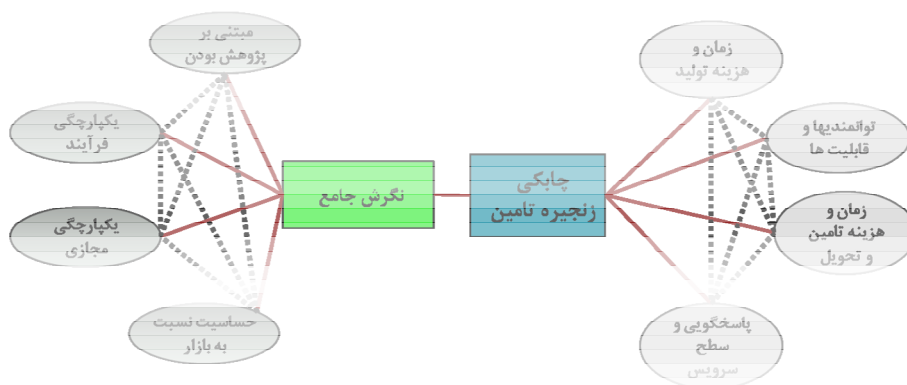 مبتنی بر
پژوهش بودن
زمان و
هزینه تولید
یکپارچگی
فرآیند
توانمندیها و
قابلیت ها
نگرش جامع
چابکی
زنجیره تامین
یکپارچگی
مجازی
زمان و
هزینه تامین
و تحویل
حساسیت نسبت
به بازار
پاسخگویی و
سطح
سرویس